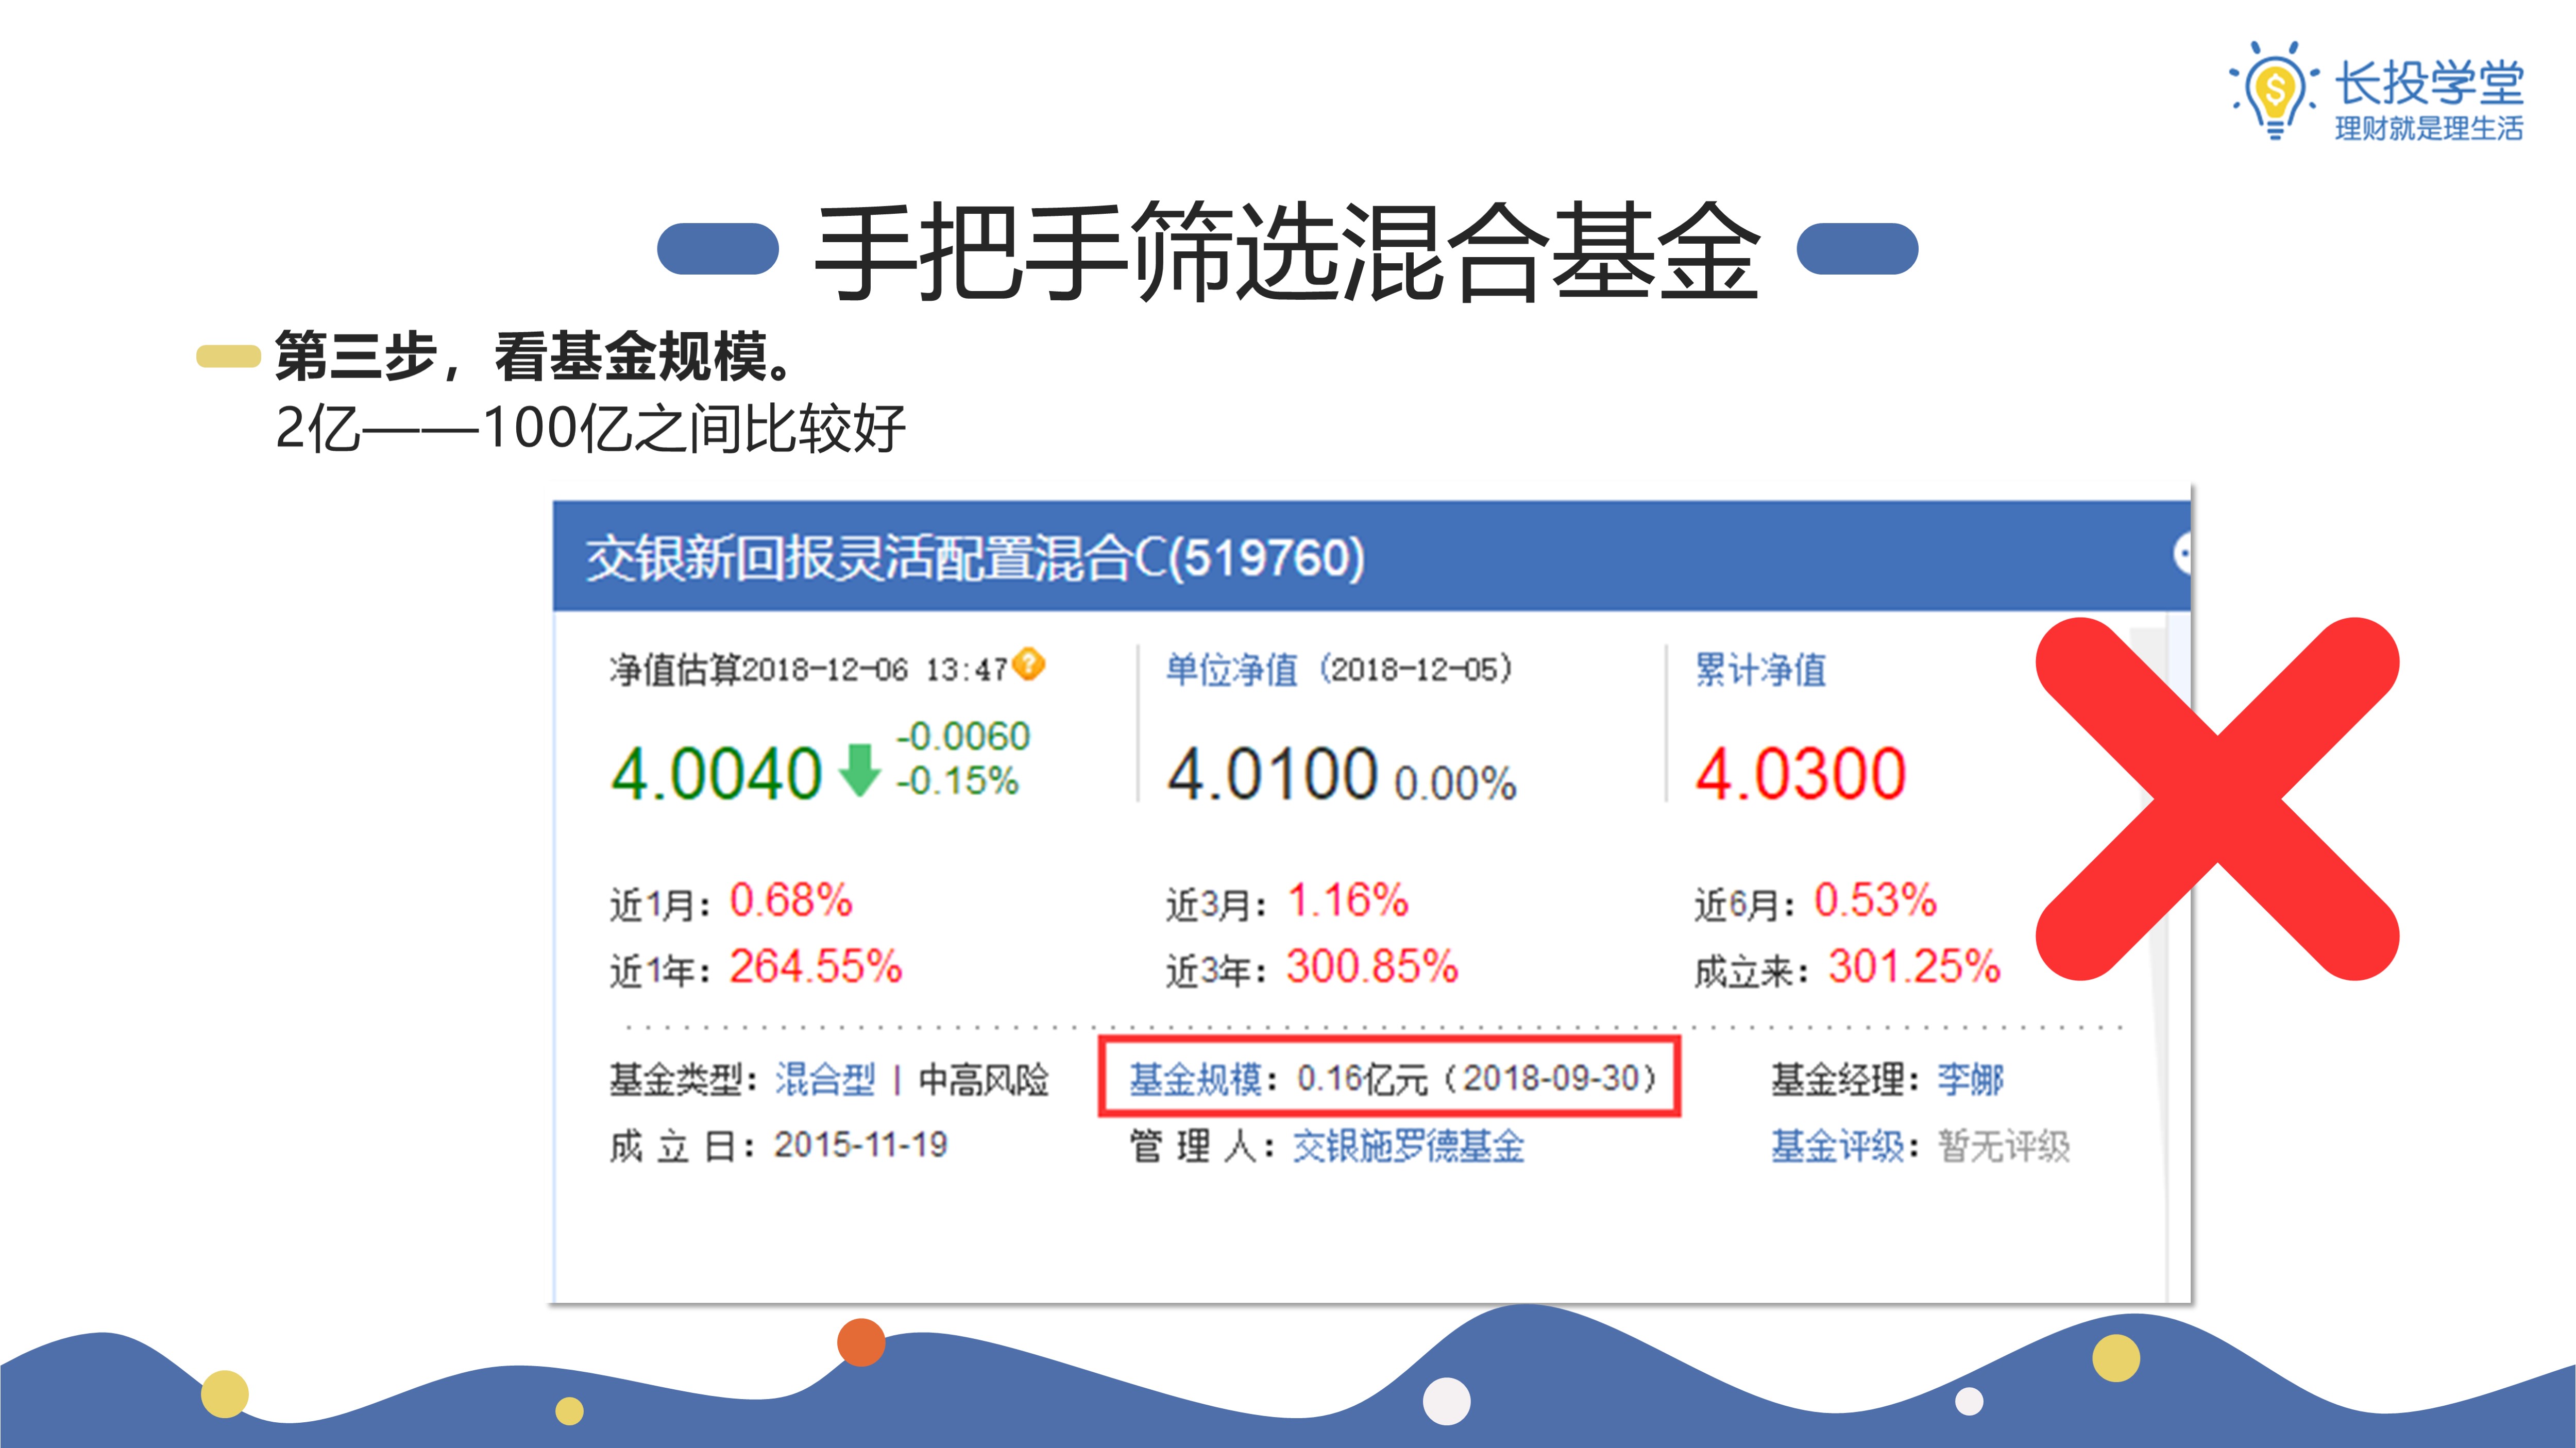 长投学堂
理财就是理生活
手把手筛选混合基金
第三步，看基金规模。
2亿——100亿之间比较好
交银新回报灵活配置混合C(519760)
净值估算2018-12-06 13:47 ? 单位净值（2018-12-05） 累计净值
4.0040 -0.0060 -0.15% 4.0100 0.00% 4.0300
近1月：0.68% 近3月：1.16% 近6月：0.53%
近1年：264.55% 近3年：300.85% 成立来：301.25%
基金类型：混合型 | 中高风险 基金规模：0.16亿元（2018-09-30） 基金经理：李娜
成 立 日：2015-11-19 管 理 人：交银施罗德基金 基金评级：暂无评级